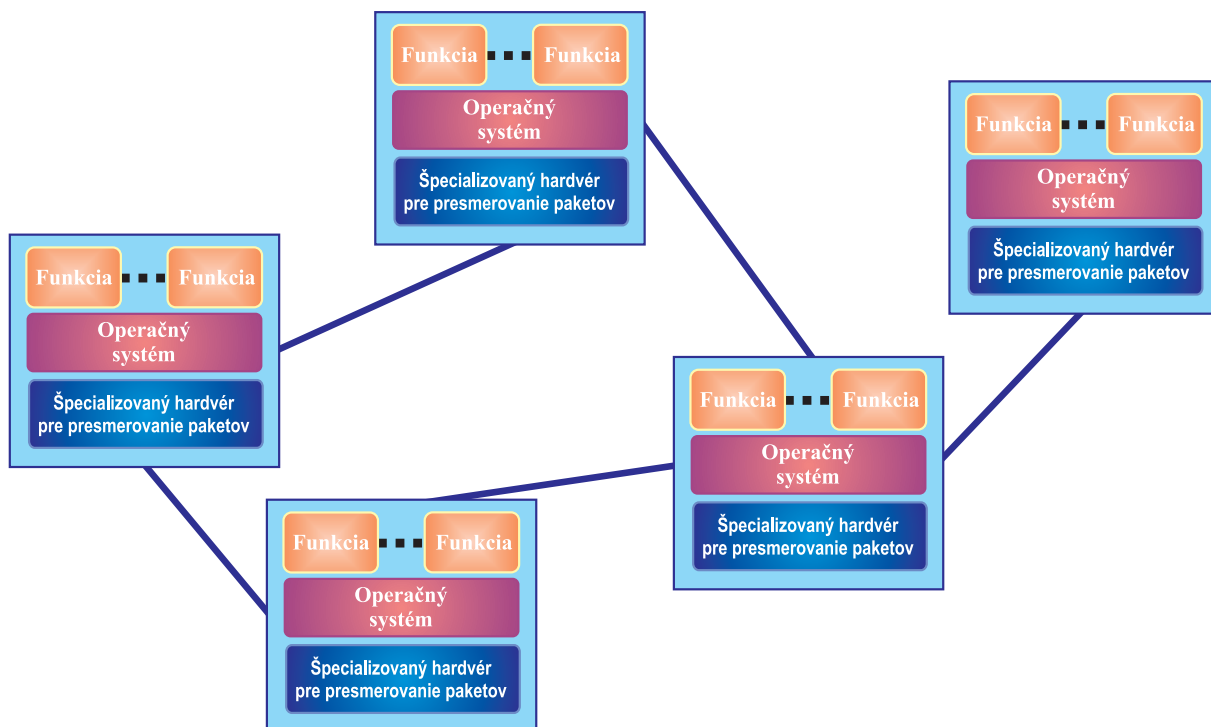 Funkcia Funkcia
Operačný
systém
Špecializovaný hardvér
pre presmerovanie paketov
Funkcia Funkcia
Operačný
systém
Špecializovaný hardvér
pre presmerovanie paketov
Funkcia Funkcia
Operačný
systém
Špecializovaný hardvér
pre presmerovanie paketov
Funkcia Funkcia
Operačný
systém
Špecializovaný hardvér
pre presmerovanie paketov
Funkcia Funkcia
Operačný
systém
Špecializovaný hardvér
pre presmerovanie paketov